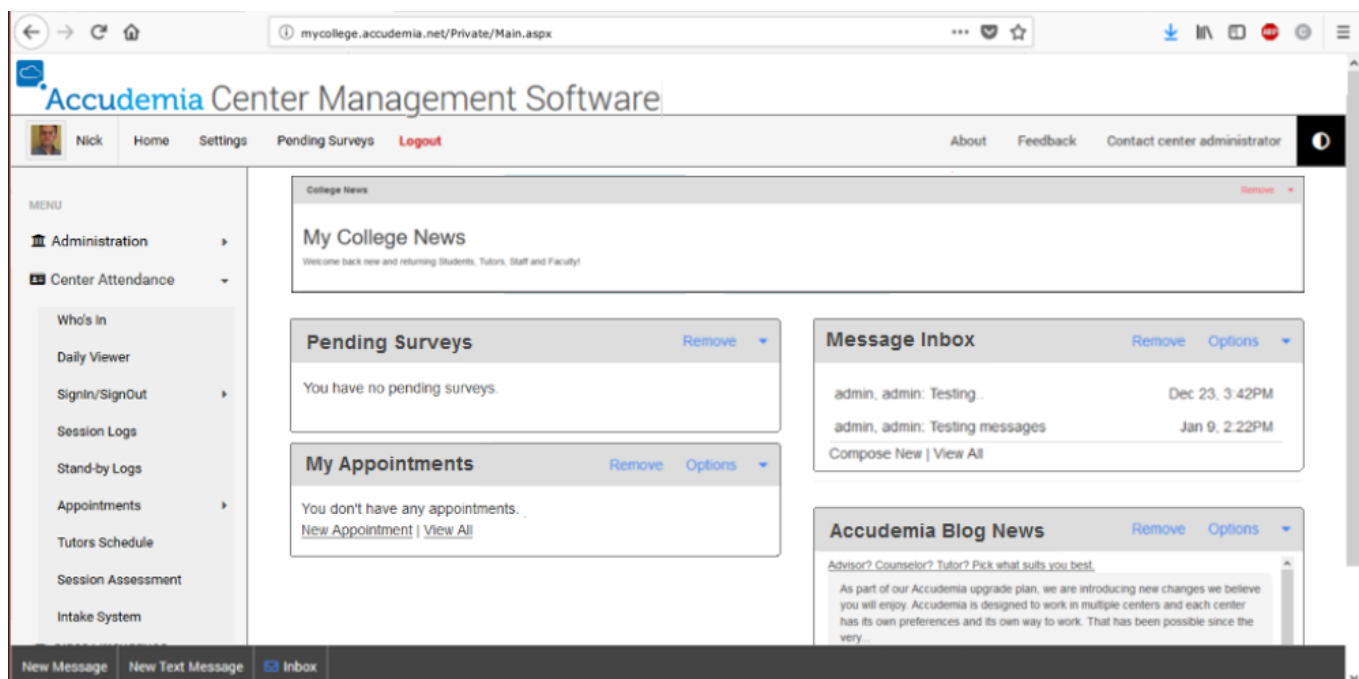 mycollege.accudemia.net/Private/Main.aspx
Accudemia Center Management Software
Nick Home Settings Pending Surveys Logout About Feedback Contact center administrator
MENU
Administration
Center Attendance
Who's In
Daily Viewer
SignIn/SignOut
Session Logs
Stand-by Logs
Appointments
Tutors Schedule
Session Assessment
Intake System
College News Remove
My College News
Welcome back new and returning Students, Tutors, Staff and Faculty!
Pending Surveys Remove
You have no pending surveys.
My Appointments Remove Options
You don't have any appointments.
New Appointment | View All
Message Inbox Remove Options
admin, admin: Testing.. Dec 23, 3:42PM
admin, admin: Testing messages Jan 9, 2:22PM
Compose New | View All
Accudemia Blog News Remove Options
Advisor? Counselor? Tutor? Pick what suits you best.
As part of our Accudemia upgrade plan, we are introducing new changes we believe
you will enjoy. Accudemia is designed to work in multiple centers and each center
has its own preferences and its own way to work. That has been possible since the
very...
New Message New Text Message Inbox